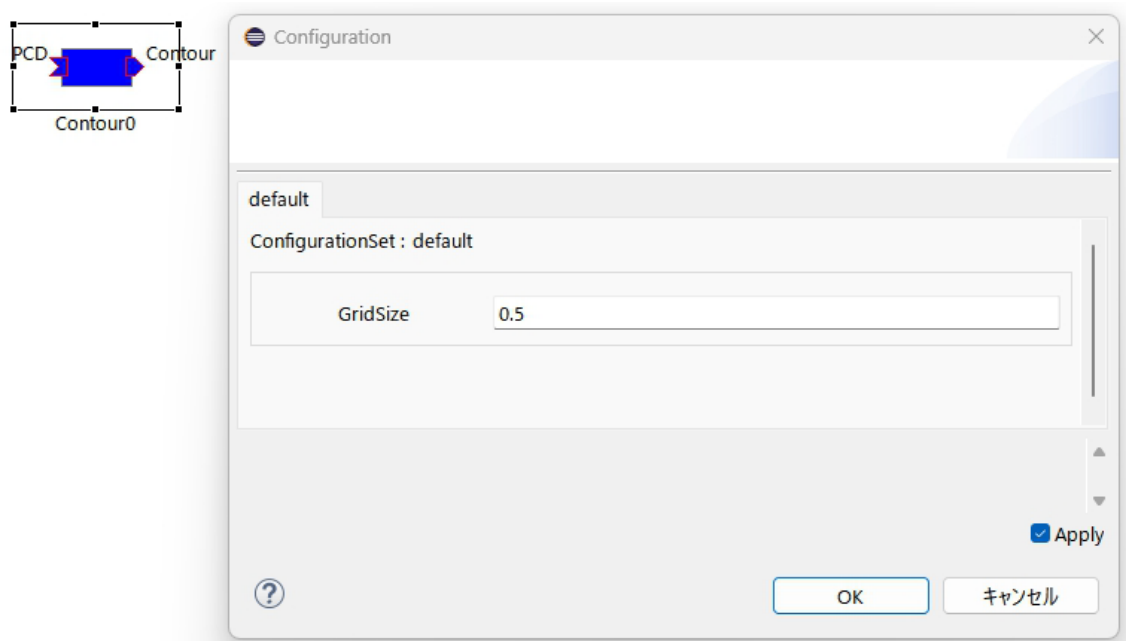 PCD
Contour
Contour0
Configuration
default
ConfigurationSet : default
GridSize
0.5
Apply
?
OK
キャンセル